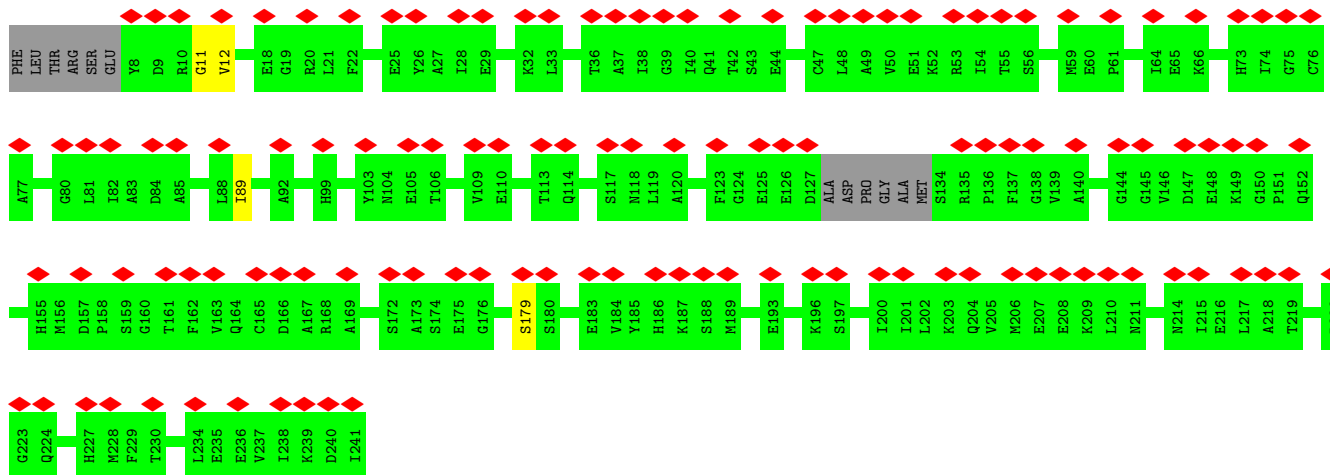 PHE LEU THR ARG SER GLU Y8 D9 R10 G11 V12 E18 G19 R20 L21 F22 E25 Y26 A27 I28 E29 K32 L33 T36 A37 I38 G39 I40 Q41 T42 S43 E44 C47 L48 A49 V50 E51 K52 R53 I54 T55 S56 M59 E60 P61 I64 E65 K66 H73 I74 G75 C76
A77 G80 L81 I82 A83 D84 A85 L88 I89 A92 H99 Y103 N104 E105 T106 V109 E110 T113 Q114 S117 N118 L119 A120 F123 G124 E125 E126 D127 ALA ASP PRO GLY ALA MET S134 R135 P136 F137 G138 V139 A140 G144 G145 V146 D147 E148 K149 G150 P151 Q152
H155 M156 D157 P158 S159 G160 T161 F162 V163 Q164 C165 D166 A167 R168 A169 S172 A173 S174 E175 G176 S179 S180 E183 V184 Y185 H186 K187 S188 M189 E193 K196 S197 I200 I201 L202 K203 Q204 V205 M206 E207 E208 K209 L210 N211 N214 I215 E216 L217 A218 T219
G223 Q224 H227 M228 F229 T230 L234 E235 E236 V237 I238 K239 D240 I241